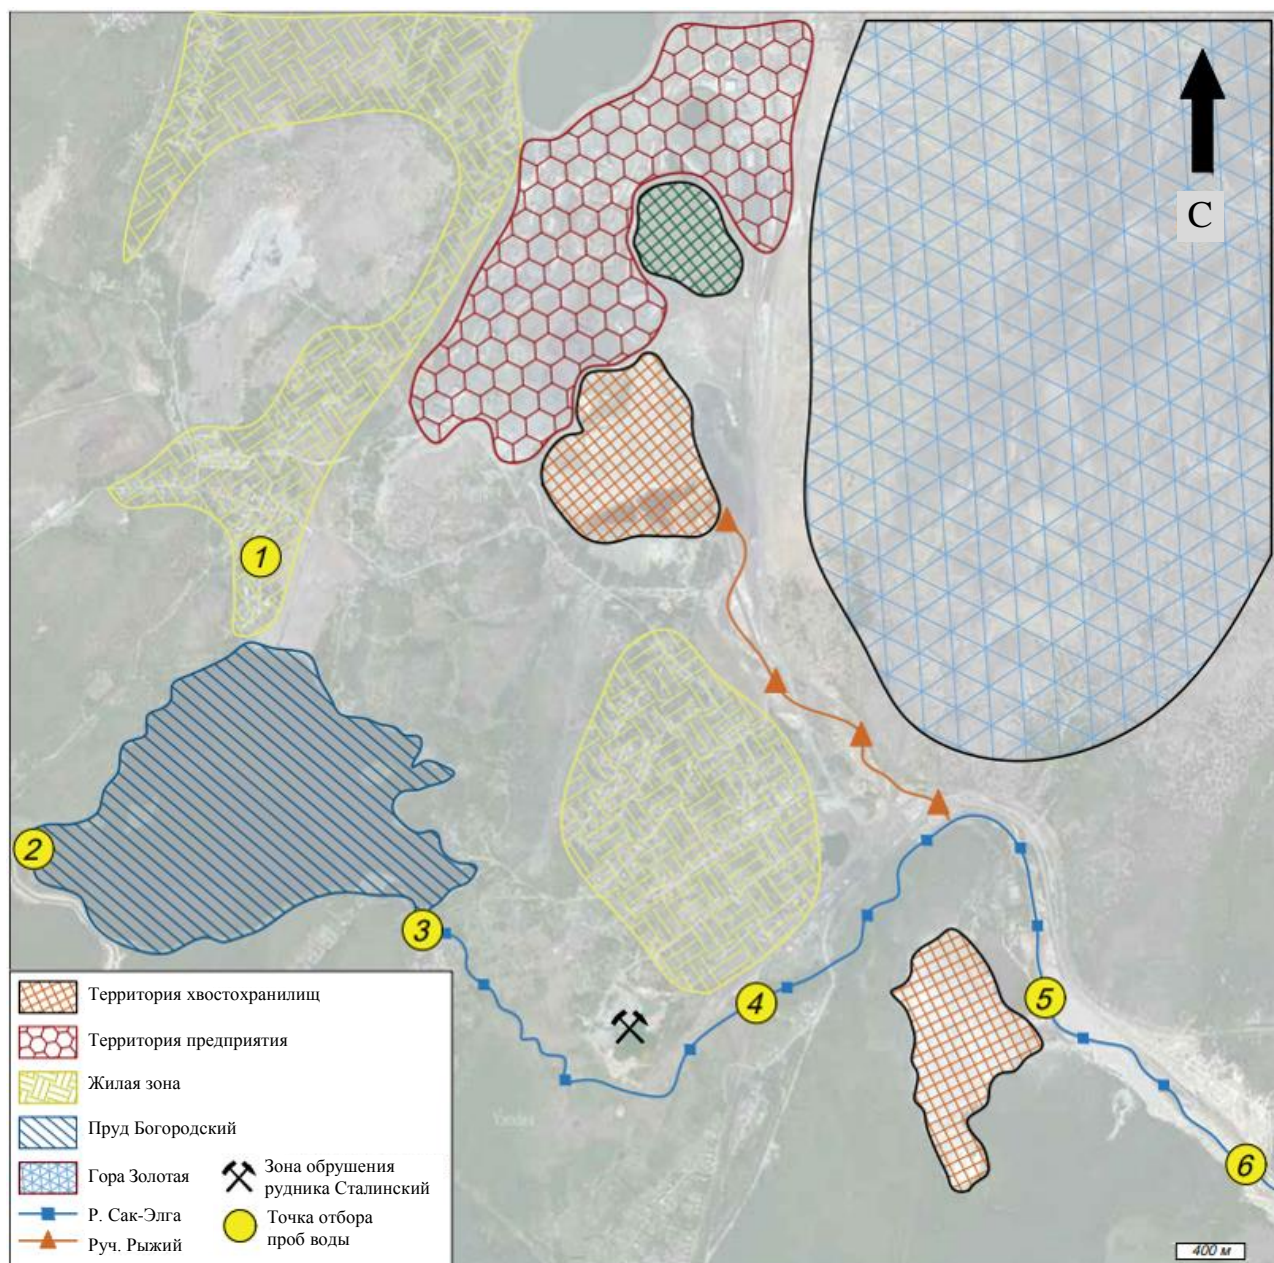 С
1
2
3
4
5
6
Территория хвостохранилищ
Территория предприятия
Жилая зона
Пруд Богородский
Гора Золотая
Р. Сак-Элга
Руч. Рыжий
Зона обрушения
рудника Сталинский
Точка отбора
проб воды
400 м